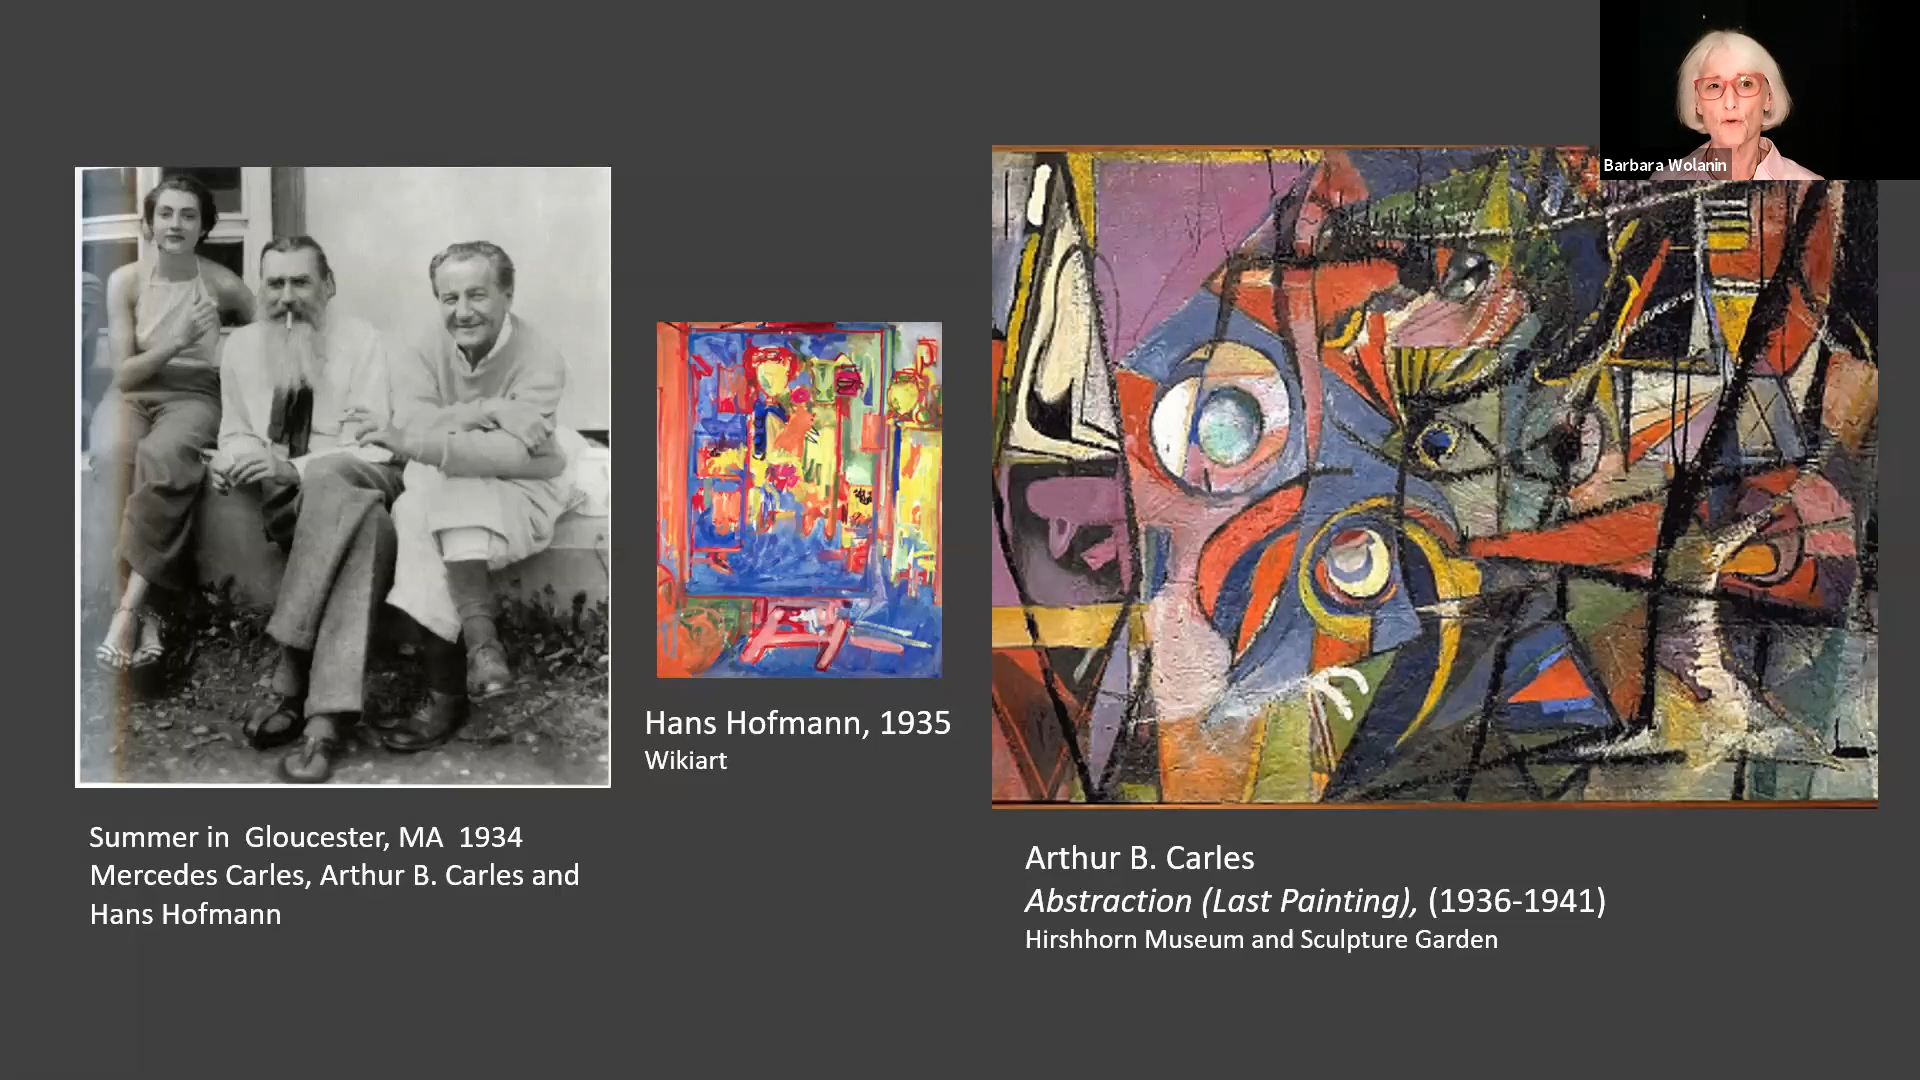 Barbara Wolanin
Hans Hofmann, 1935
Wikiart
Summer in  Gloucester, MA  1934
Mercedes Carles, Arthur B. Carles and
Hans Hofmann
Arthur B. Carles
Abstraction (Last Painting), (1936-1941)
Hirshhorn Museum and Sculpture Garden